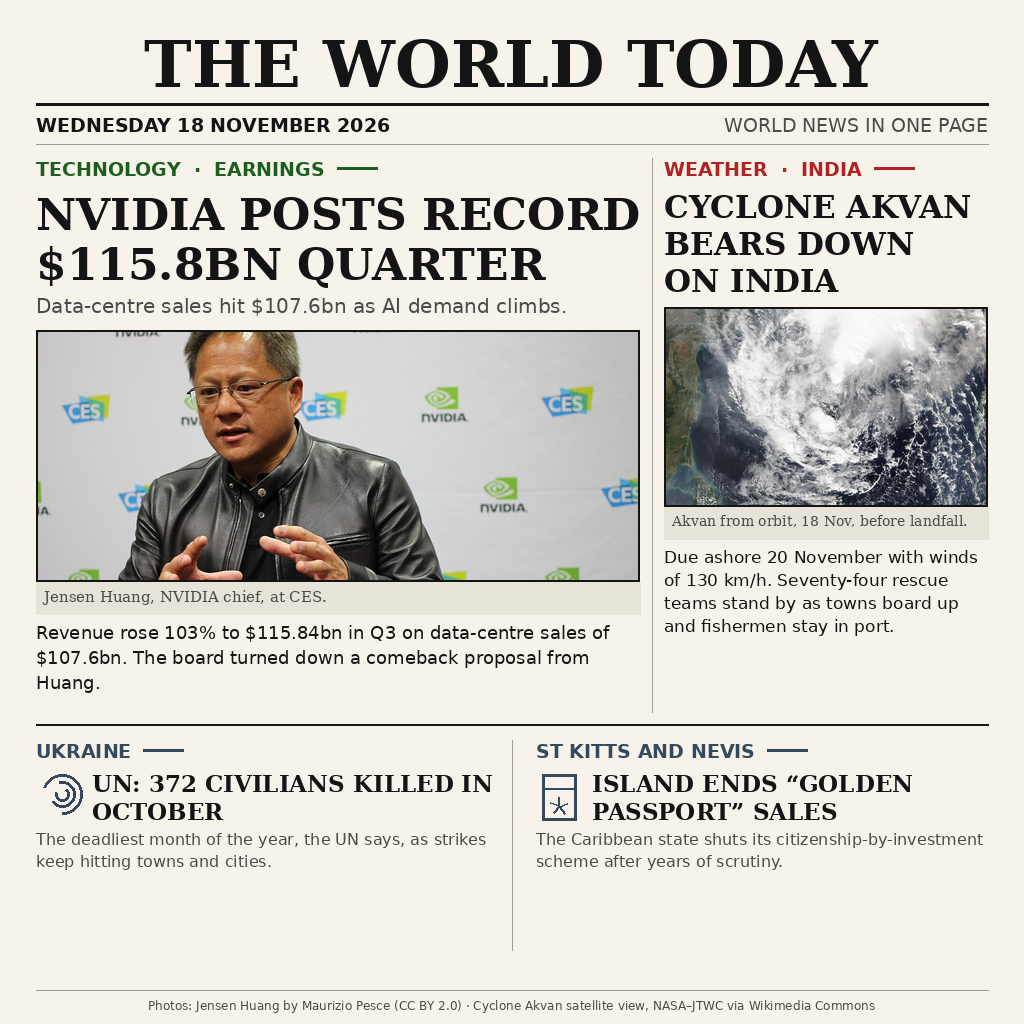 THE WORLD TODAY
WEDNESDAY 18 NOVEMBER 2026
WORLD NEWS IN ONE PAGE
TECHNOLOGY · EARNINGS
NVIDIA POSTS RECORD
$115.8BN QUARTER
Data-centre sales hit $107.6bn as AI demand climbs.
NVIDIA
CES
NV
CES
NVIDIA.
CES
A.
CE
NVIDIA.
CES
Jensen Huang, NVIDIA chief, at CES.
Revenue rose 103% to $115.84bn in Q3 on data-centre sales of
$107.6bn. The board turned down a comeback proposal from
Huang.
WEATHER · INDIA
CYCLONE AKVAN
BEARS DOWN
ON INDIA
Akvan from orbit, 18 Nov, before landfall.
Due ashore 20 November with winds
of 130 km/h. Seventy-four rescue
teams stand by as towns board up
and fishermen stay in port.
UKRAINE
UN: 372 CIVILIANS KILLED IN
OCTOBER
The deadliest month of the year, the UN says, as strikes
keep hitting towns and cities.
ST KITTS AND NEVIS
ISLAND ENDS “GOLDEN
PASSPORT” SALES
The Caribbean state shuts its citizenship-by-investment
scheme after years of scrutiny.
Photos: Jensen Huang by Maurizio Pesce (CC BY 2.0) · Cyclone Akvan satellite view, NASA–JTWC via Wikimedia Commons